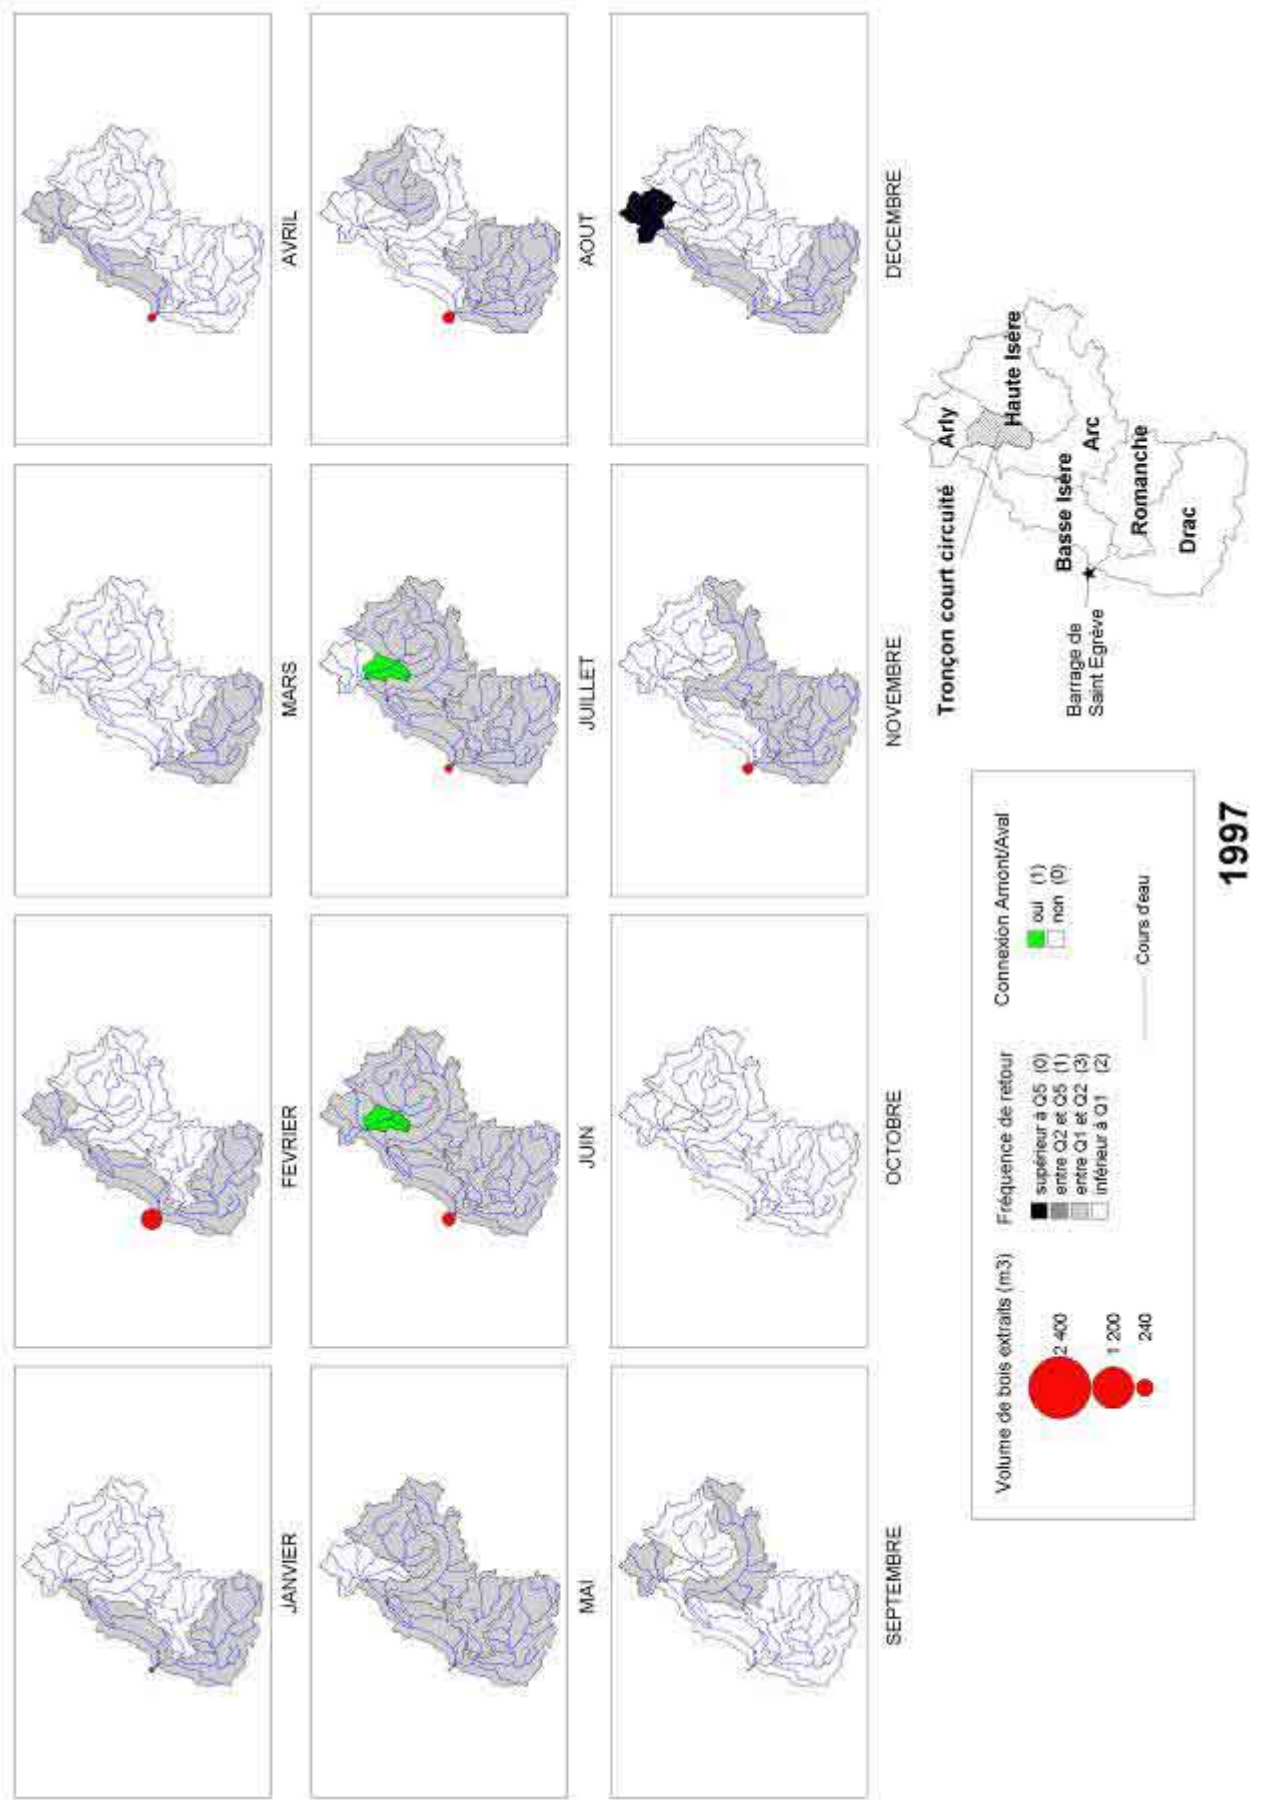 JANVIER
FEVRIER
MARS
AVRIL
MAI
JUIN
JUILLET
AOUT
SEPTEMBRE
OCTOBRE
NOVEMBRE
DECEMBRE
Volume de bois extraits (m3)
2 400
1 200
240
Fréquence de retour
supérieur à Q5 (0)
entre Q2 et Q5 (1)
entre Q1 et Q2 (3)
inférieur à Q1 (2)
Connexion Amont/Aval
oui (1)
non (0)
Cours d'eau
Tronçon court circuité
Arly
Haute Isère
Basse Isère
Arc
Romanche
Drac
Barrage de
Saint Egrève
1997